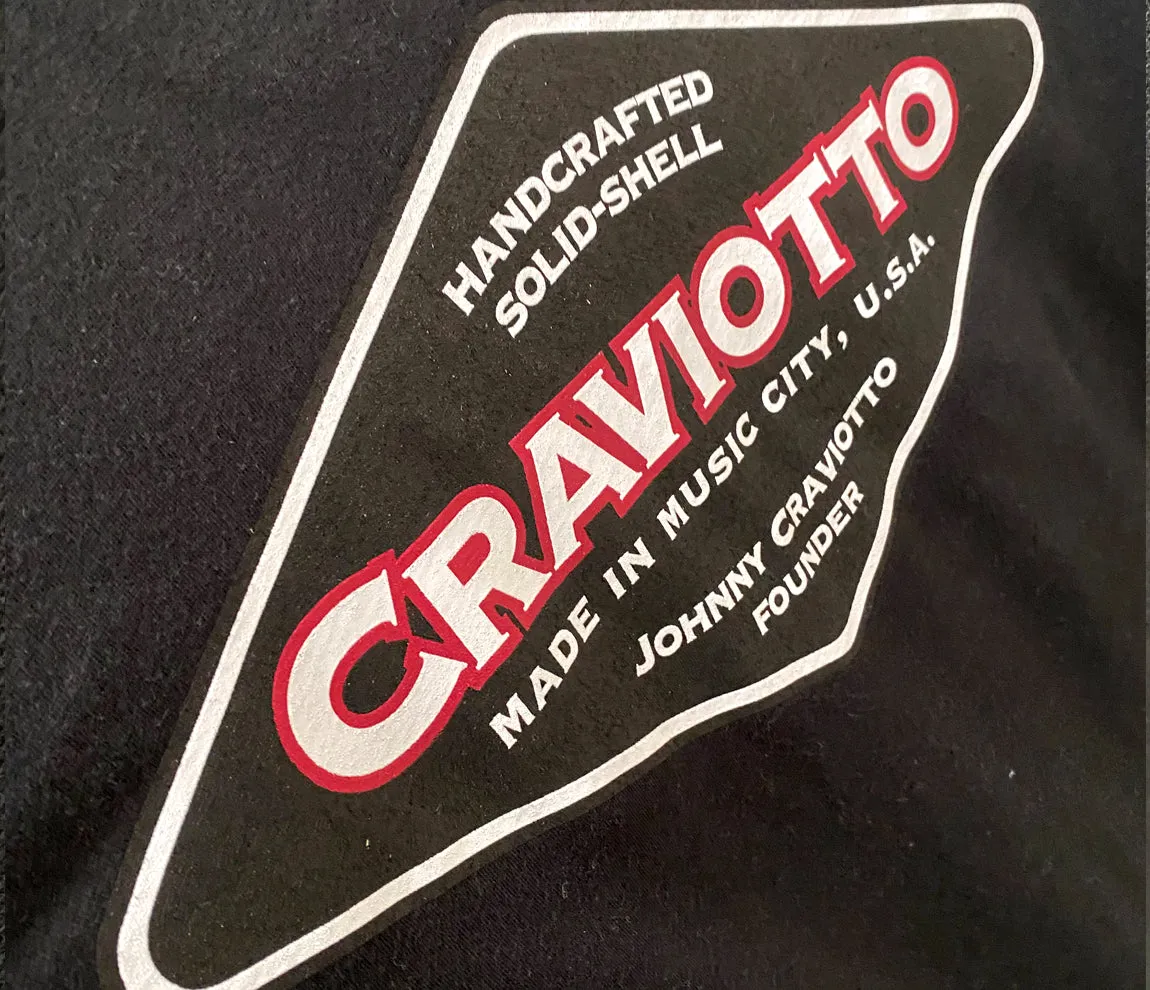 HANDCRAFTED
SOLID-SHELL
CRAVIOTTO
MADE IN MUSIC CITY, U.S.A.
JOHNNY CRAVIOTTO
FOUNDER